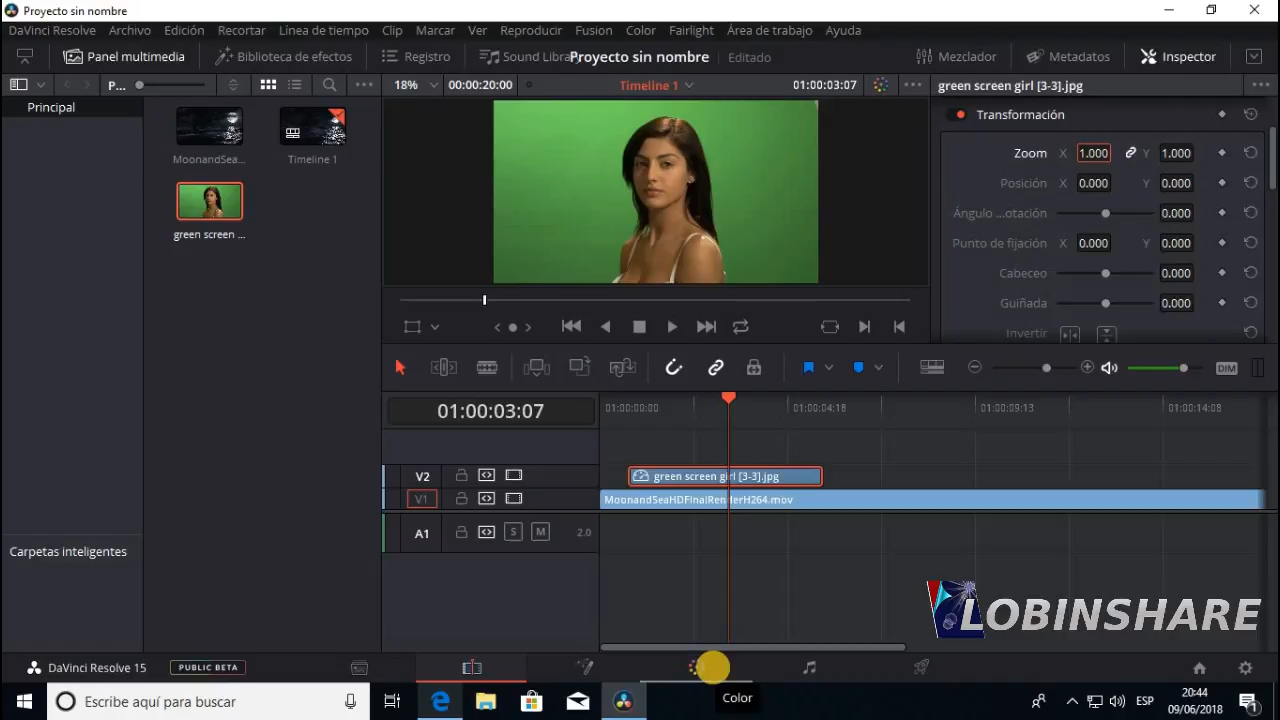 Proyecto sin nombre
DaVinci Resolve Archivo Edición Recortar Línea de tiempo Clip Marcar Ver Reproducir Fusion Color Fairlight Área de trabajo Ayuda
Panel multimedia Biblioteca de efectos Registro Sound Libra Proyecto sin nombre Editado Mezclador Metadatos Inspector
P... 18% 00:00:20:00 Timeline 1 01:00:03:07 green screen girl [3-3].jpg
Principal
Transformación
MoonandSea... Timeline 1
Zoom X 1.000 Y 1.000
Posición X 0.000 Y 0.000
Ángulo ...otación 0.000
green screen ...
Punto de fijación X 0.000 Y 0.000
Cabeceo 0.000
Guiñada 0.000
Invertir
DIM
01:00:03:07 01:00:00:00 01:00:04:18 01:00:09:13 01:00:14:08
V2 green screen girl [3-3].jpg
V1 MoonandSeaHDFinalRenderH264.mov
A1 S M 2.0
Carpetas inteligentes
LOBINSHARE
DaVinci Resolve 15 PUBLIC BETA
Color
Escribe aquí para buscar
ESP
20:44
09/06/2018
1